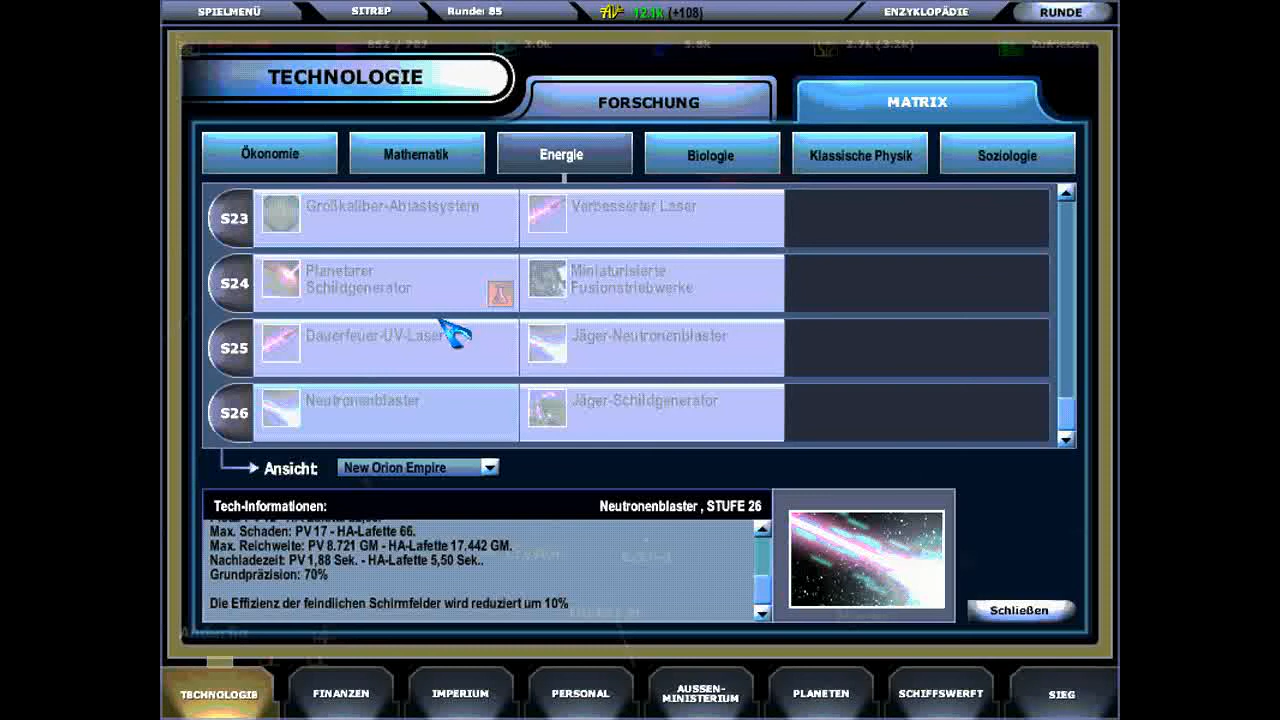 SPIELMENÜ
SITREP
Runde: 85
12.1k (+108)
ENZYKLOPÄDIE
RUNDE
TECHNOLOGIE
FORSCHUNG
MATRIX
Ökonomie
Mathematik
Energie
Biologie
Klassische Physik
Soziologie
S23
Großkaliber-Abtastsystem
Verbesserter Laser
S24
Planetarer
Schildgenerator
Miniaturisierte
Fusionstriebwerke
S25
Dauerfeuer-UV-Laser
Jäger-Neutronenblaster
S26
Neutronenblaster
Jäger-Schildgenerator
Ansicht:
New Orion Empire
Tech-Informationen:
Neutronenblaster , STUFE 26
Max. Schaden: PV 17 - HA-Lafette 66.
Max. Reichweite: PV 8.721 GM - HA-Lafette 17.442 GM.
Nachladezeit: PV 1,88 Sek. - HA-Lafette 5,50 Sek..
Grundpräzision: 70%
Die Effizienz der feindlichen Schirmfelder wird reduziert um 10%
Schließen
TECHNOLOGIE
FINANZEN
IMPERIUM
PERSONAL
AUSSEN-
MINISTERIUM
PLANETEN
SCHIFFSWERFT
SIEG